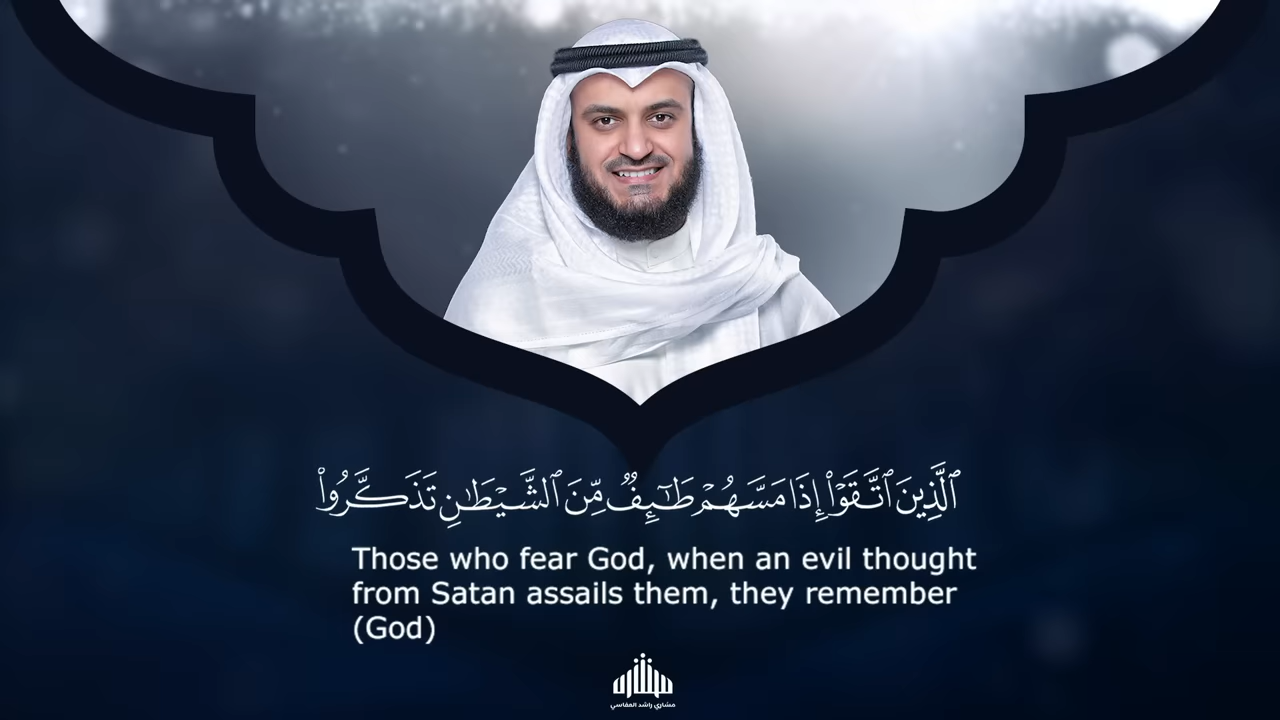 ٱلَّذِينَ ٱتَّقَوْا۟ إِذَا مَسَّهُمْ طَـٰٓئِفٌ مِّنَ ٱلشَّيْطَـٰنِ تَذَكَّرُوا۟
Those who fear God, when an evil thought
from Satan assails them, they remember
(God)
مشاري راشد العفاسي